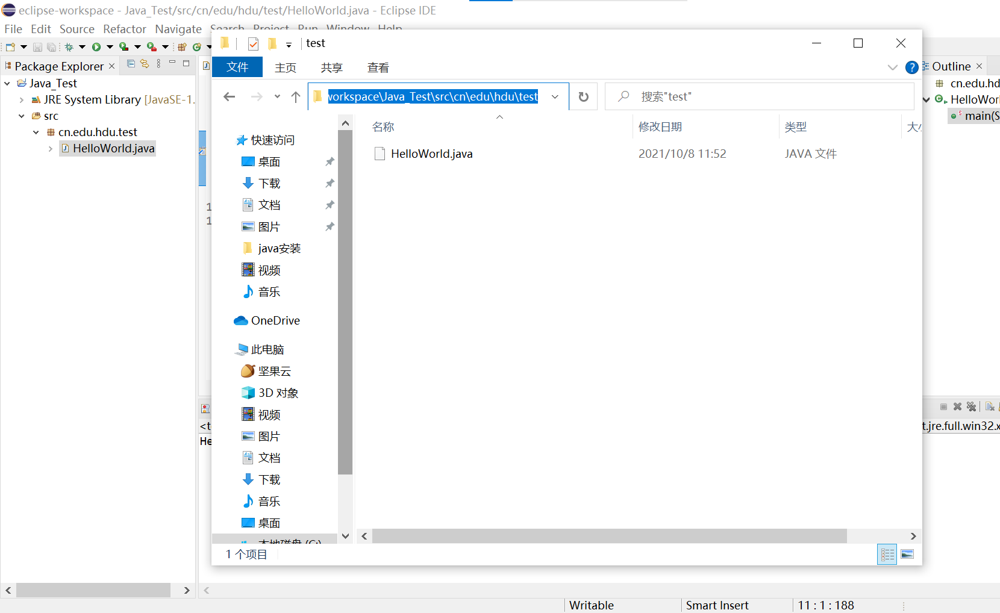 eclipse-workspace - Java_Test/src/cn/edu/hdu/test/HelloWorld.java - Eclipse IDE
File Edit Source Refactor Navigate Search Project Run Window Help
Package Explorer
Java_Test
JRE System Library [JavaSE-1.
src
cn.edu.hdu.test
HelloWorld.java
1
1
<t
He
test
文件 主页 共享 查看
workspace\Java_Test\src\cn\edu\hdu\test
搜索"test"
快速访问
桌面
下载
文档
图片
java安装
视频
音乐
OneDrive
此电脑
坚果云
3D 对象
视频
图片
文档
下载
音乐
桌面
本地磁盘 (C:)
名称 修改日期 类型 大小
HelloWorld.java 2021/10/8 11:52 JAVA 文件
1 个项目
Outline
cn.edu.hd
HelloWorl
main(S
t.jre.full.win32.x
Writable Smart Insert 11 : 1 : 188